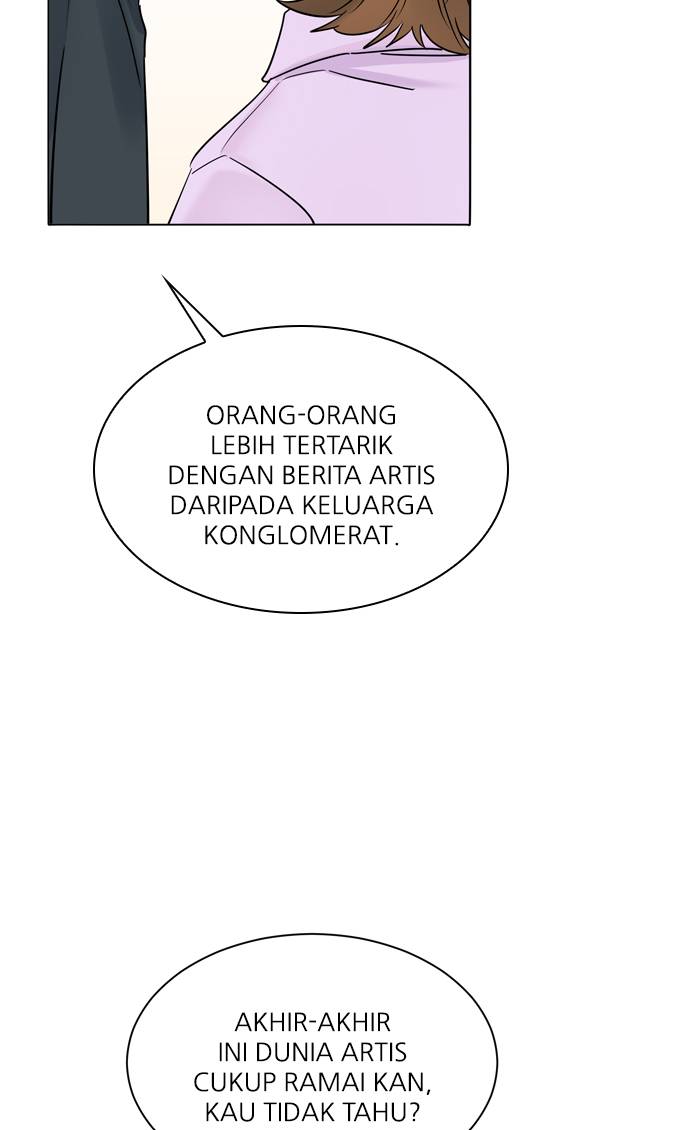 ORANG-ORANG
LEBIH TERTARIK
DENGAN BERITA ARTIS
DARIPADA KELUARGA
KONGLOMERAT.
AKHIR-AKHIR
INI DUNIA ARTIS
CUKUP RAMAI KAN,
KAU TIDAK TAHU?